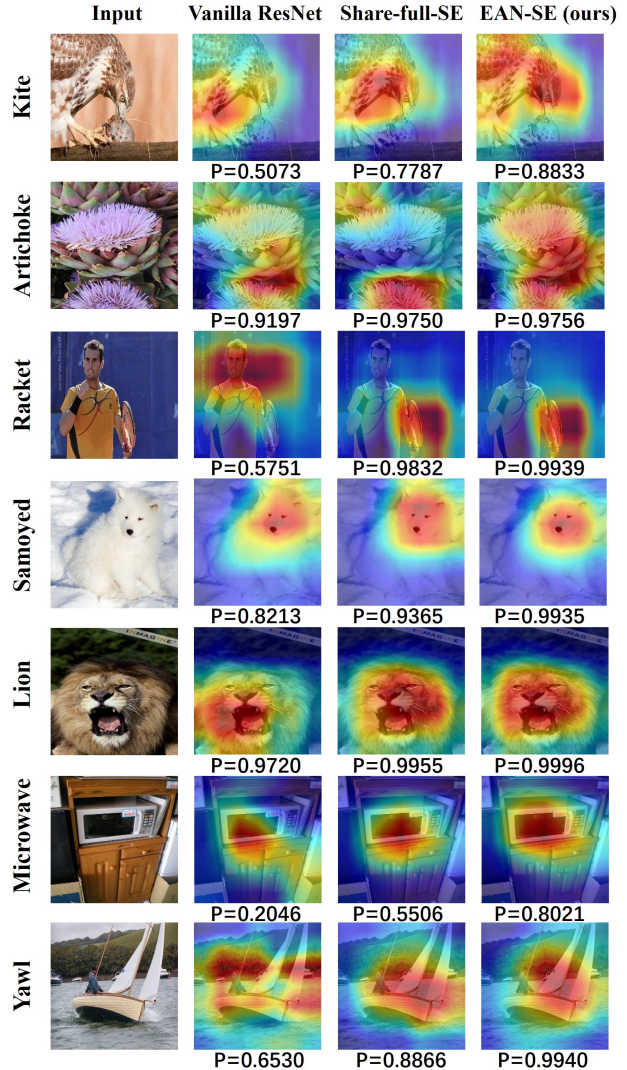 Input Vanilla ResNet Share-full-SE EAN-SE (ours)
Kite
P=0.5073 P=0.7787 P=0.8833
Artichoke
P=0.9197 P=0.9750 P=0.9756
Racket
P=0.5751 P=0.9832 P=0.9939
Samoyed
P=0.8213 P=0.9365 P=0.9935
Lion
P=0.9720 P=0.9955 P=0.9996
Microwave
P=0.2046 P=0.5506 P=0.8021
Yawl
P=0.6530 P=0.8866 P=0.9940